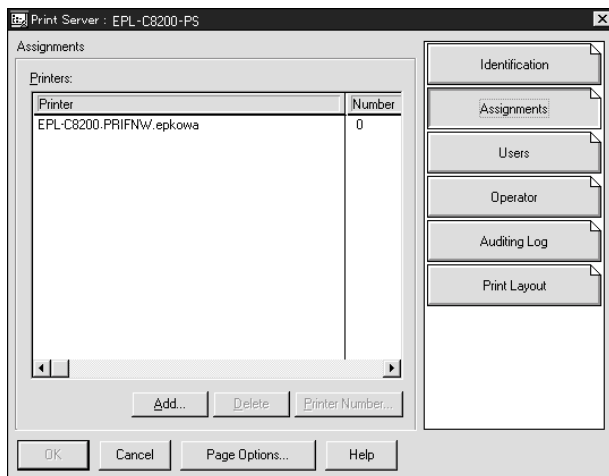 Print Server : EPL-C8200-PS
Assignments
Printers:
Printer Number
EPL-C8200.PRIFNW.epkowa 0
Add... Delete Printer Number...
OK Cancel Page Options... Help
Identification
Assignments
Users
Operator
Auditing Log
Print Layout